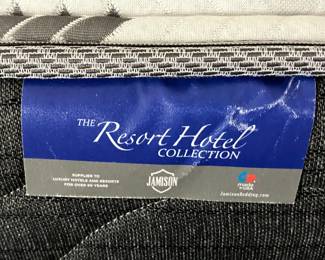 THE
Resort Hotel
COLLECTION
SUPPLIER TO
LUXURY HOTELS AND RESORTS
FOR OVER 50 YEARS
JAMISON
made in USA
JamisonBedding.com